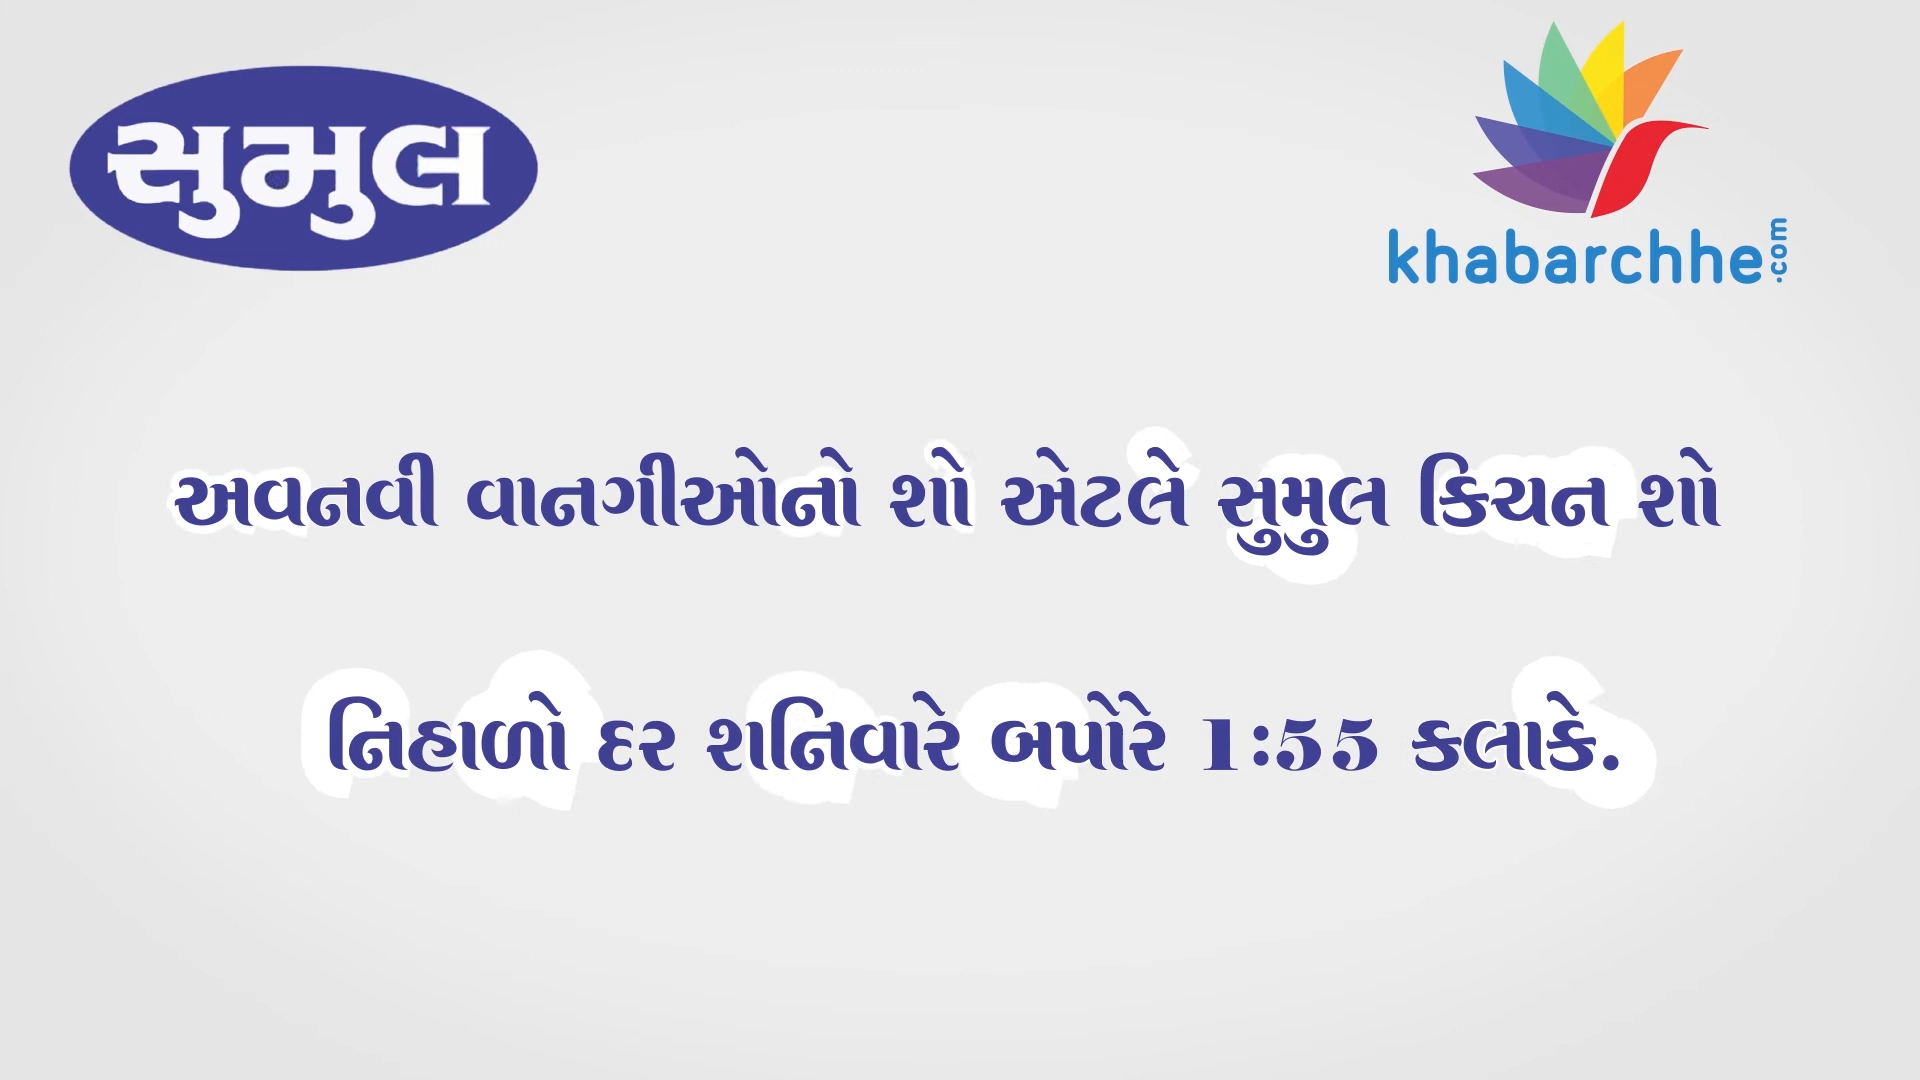 સુમુલ
khabarchhe.com
અવનવી વાનગીઓનો શો એટલે સુમુલ કિચન શો
નિહાળો દર શનિવારે બપોરે 1:55 કલાકે.